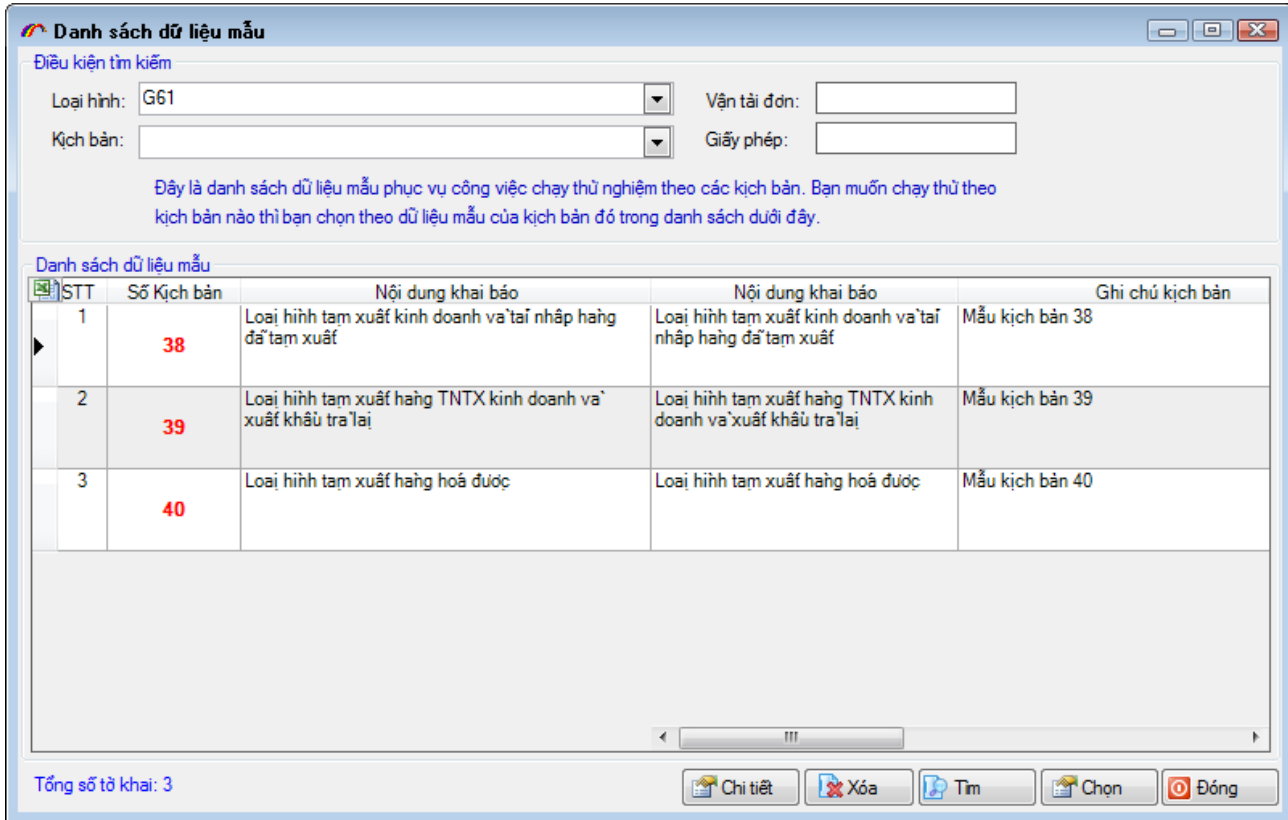 Danh sách dữ liệu mẫu
Điều kiện tìm kiếm
Loại hình: G61 Vận tải đơn:
Kịch bản: Giấy phép:
Đây là danh sách dữ liệu mẫu phục vụ công việc chạy thử nghiệm theo các kịch bản. Bạn muốn chạy thử theo
kịch bản nào thì bạn chọn theo dữ liệu mẫu của kịch bản đó trong danh sách dưới đây.
Danh sách dữ liệu mẫu
STT Số Kịch bản Nội dung khai báo Nội dung khai báo Ghi chú kịch bản
1 38 Loại hình tạm xuất kinh doanh và tái nhập hàng Loại hình tạm xuất kinh doanh và tái Mẫu kịch bản 38
đã tạm xuất nhập hàng đã tạm xuất
2 39 Loại hình tạm xuất hàng TNTX kinh doanh và Loại hình tạm xuất hàng TNTX kinh Mẫu kịch bản 39
xuất khẩu trả lại doanh và xuất khẩu trả lại
3 40 Loại hình tạm xuất hàng hoá được Loại hình tạm xuất hàng hoá được Mẫu kịch bản 40
Tổng số tờ khai: 3 Chi tiết Xóa Tìm Chọn Đóng